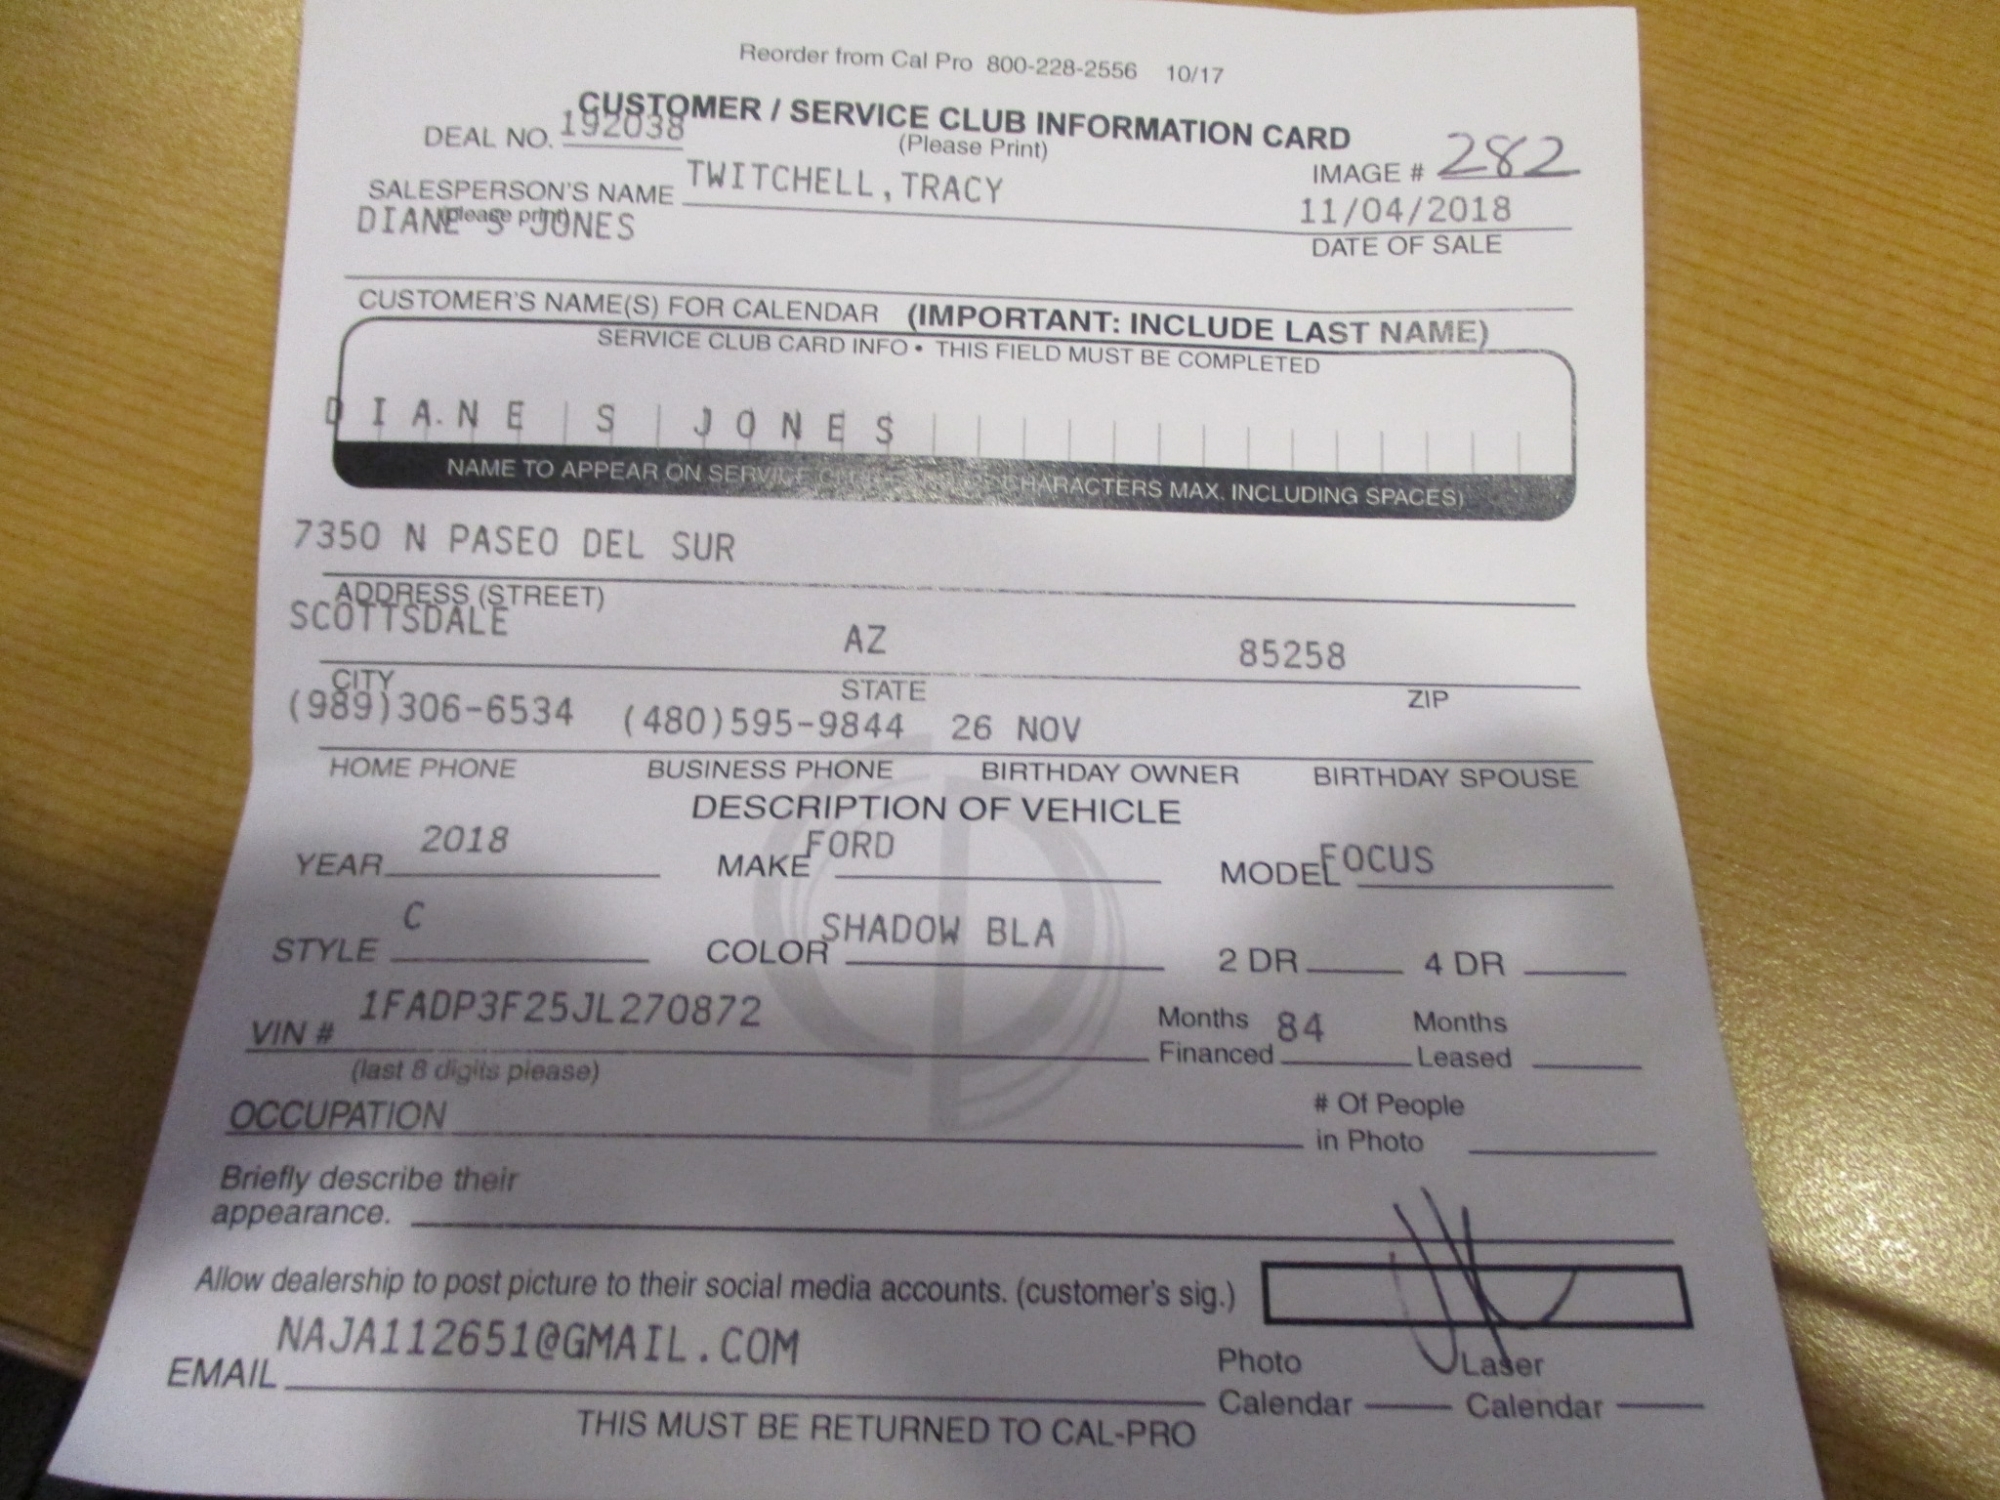 Reorder from Cal Pro 800-228-2556 10/17
CUSTOMER / SERVICE CLUB INFORMATION CARD
DEAL NO. 192038 (Please Print)
IMAGE # 282
SALESPERSON'S NAME TWITCHELL,TRACY 11/04/2018
(please print) DATE OF SALE
DIANE S JONES
CUSTOMER'S NAME(S) FOR CALENDAR (IMPORTANT: INCLUDE LAST NAME)
SERVICE CLUB CARD INFO • THIS FIELD MUST BE COMPLETED
DIANE S JONES
NAME TO APPEAR ON SERVICE CHARACTERS MAX. INCLUDING SPACES)
7350 N PASEO DEL SUR
ADDRESS (STREET)
SCOTTSDALE AZ 85258
CITY STATE ZIP
(989)306-6534 (480)595-9844 26 NOV
HOME PHONE BUSINESS PHONE BIRTHDAY OWNER BIRTHDAY SPOUSE
DESCRIPTION OF VEHICLE
YEAR 2018 MAKE FORD MODEL FOCUS
STYLE C COLOR SHADOW BLA 2 DR 4 DR
VIN # 1FADP3F25JL270872 Months Financed 84 Months Leased
(last 8 digits please)
OCCUPATION # Of People in Photo
Briefly describe their
appearance.
Allow dealership to post picture to their social media accounts. (customer's sig.)
EMAIL NAJA112651@GMAIL.COM Photo Calendar Laser Calendar
THIS MUST BE RETURNED TO CAL-PRO